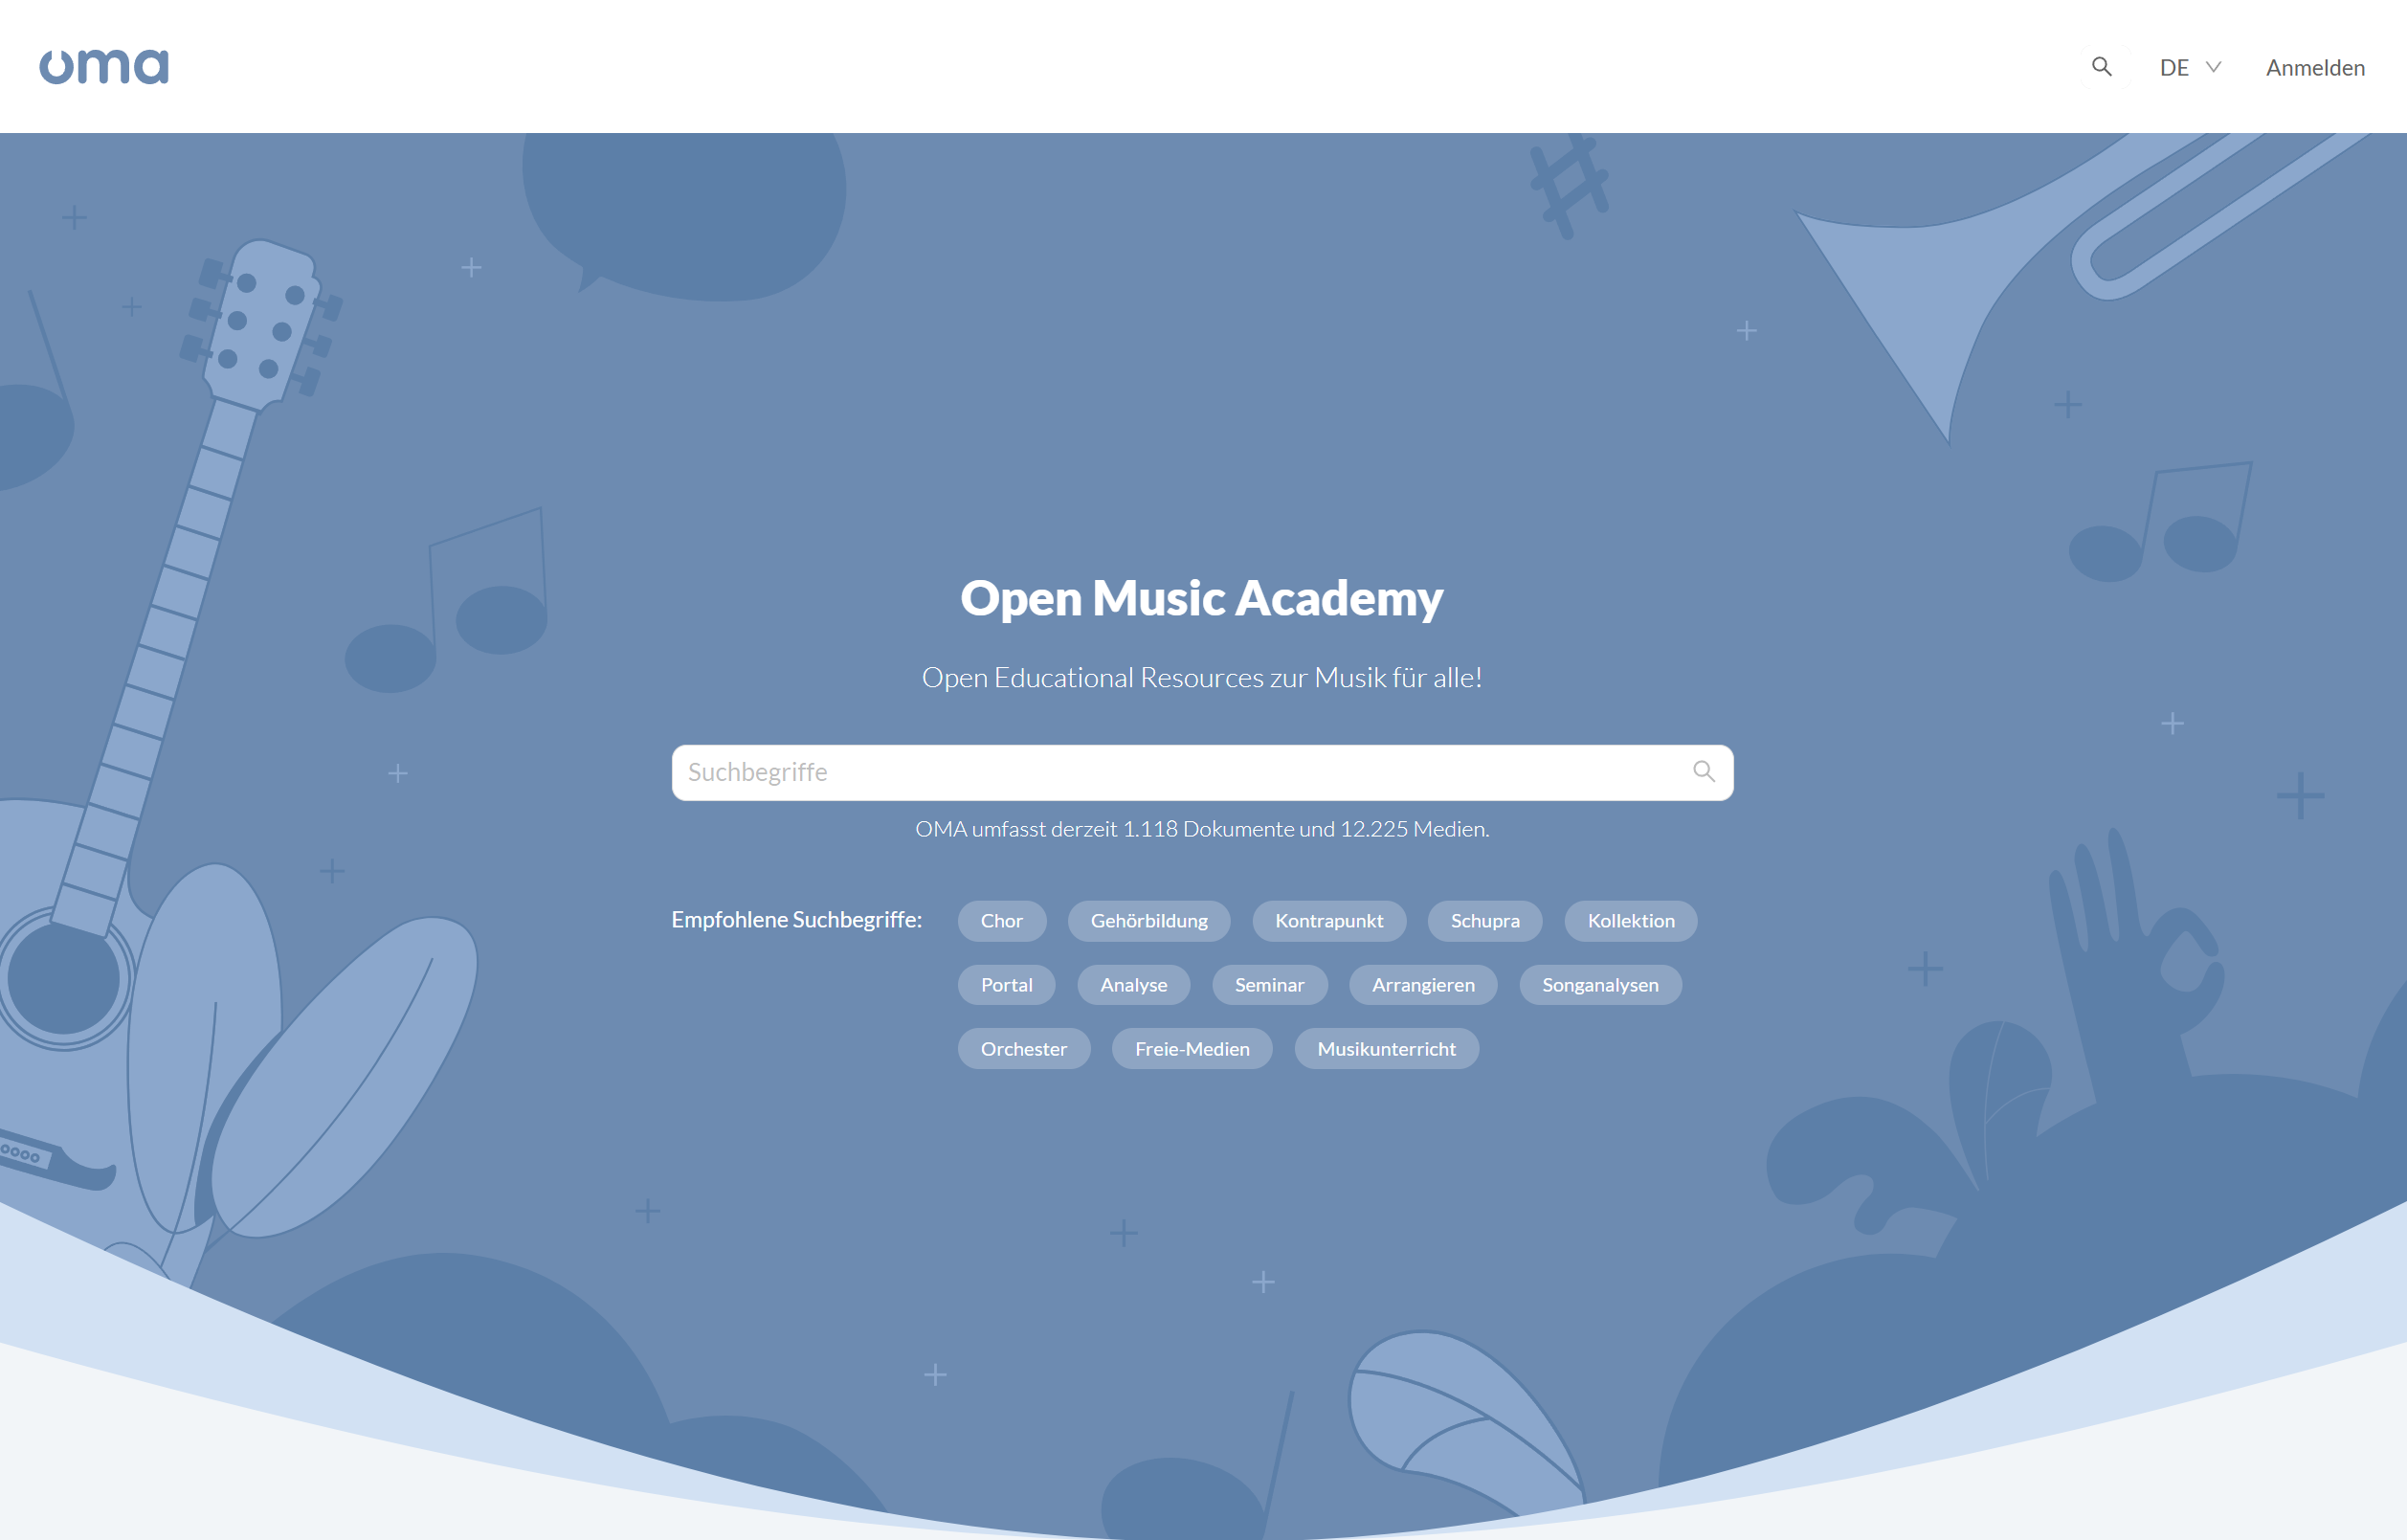 oma
DE
Anmelden
Open Music Academy
Open Educational Resources zur Musik für alle!
Suchbegriffe
OMA umfasst derzeit 1.118 Dokumente und 12.225 Medien.
Empfohlene Suchbegriffe: Chor Gehörbildung Kontrapunkt Schupra Kollektion
Portal Analyse Seminar Arrangieren Songanalysen
Orchester Freie-Medien Musikunterricht